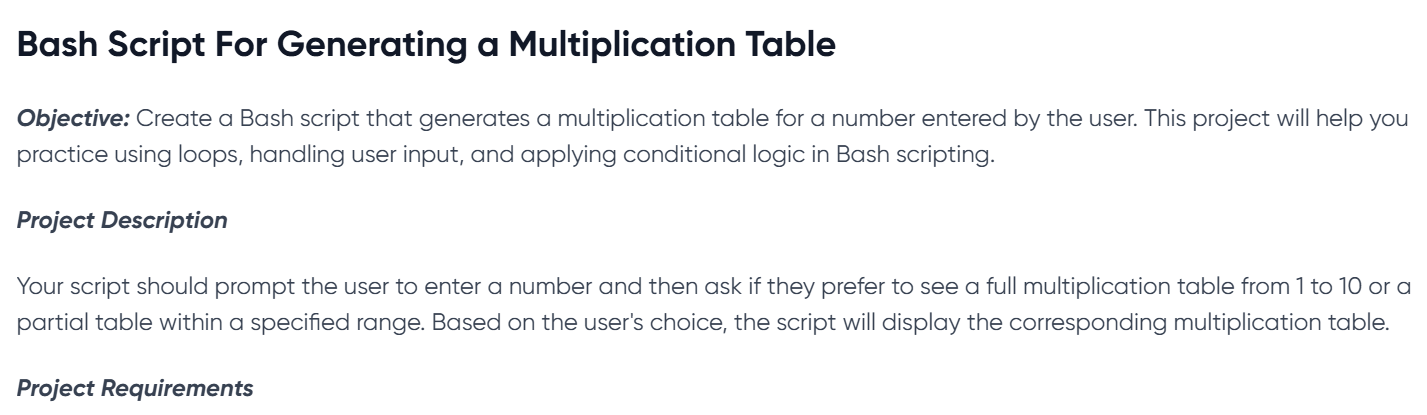 Bash Script For Generating a Multiplication Table
Objective: Create a Bash script that generates a multiplication table for a number entered by the user. This project will help you
practice using loops, handling user input, and applying conditional logic in Bash scripting.
Project Description
Your script should prompt the user to enter a number and then ask if they prefer to see a full multiplication table from 1 to 10 or a
partial table within a specified range. Based on the user's choice, the script will display the corresponding multiplication table.
Project Requirements